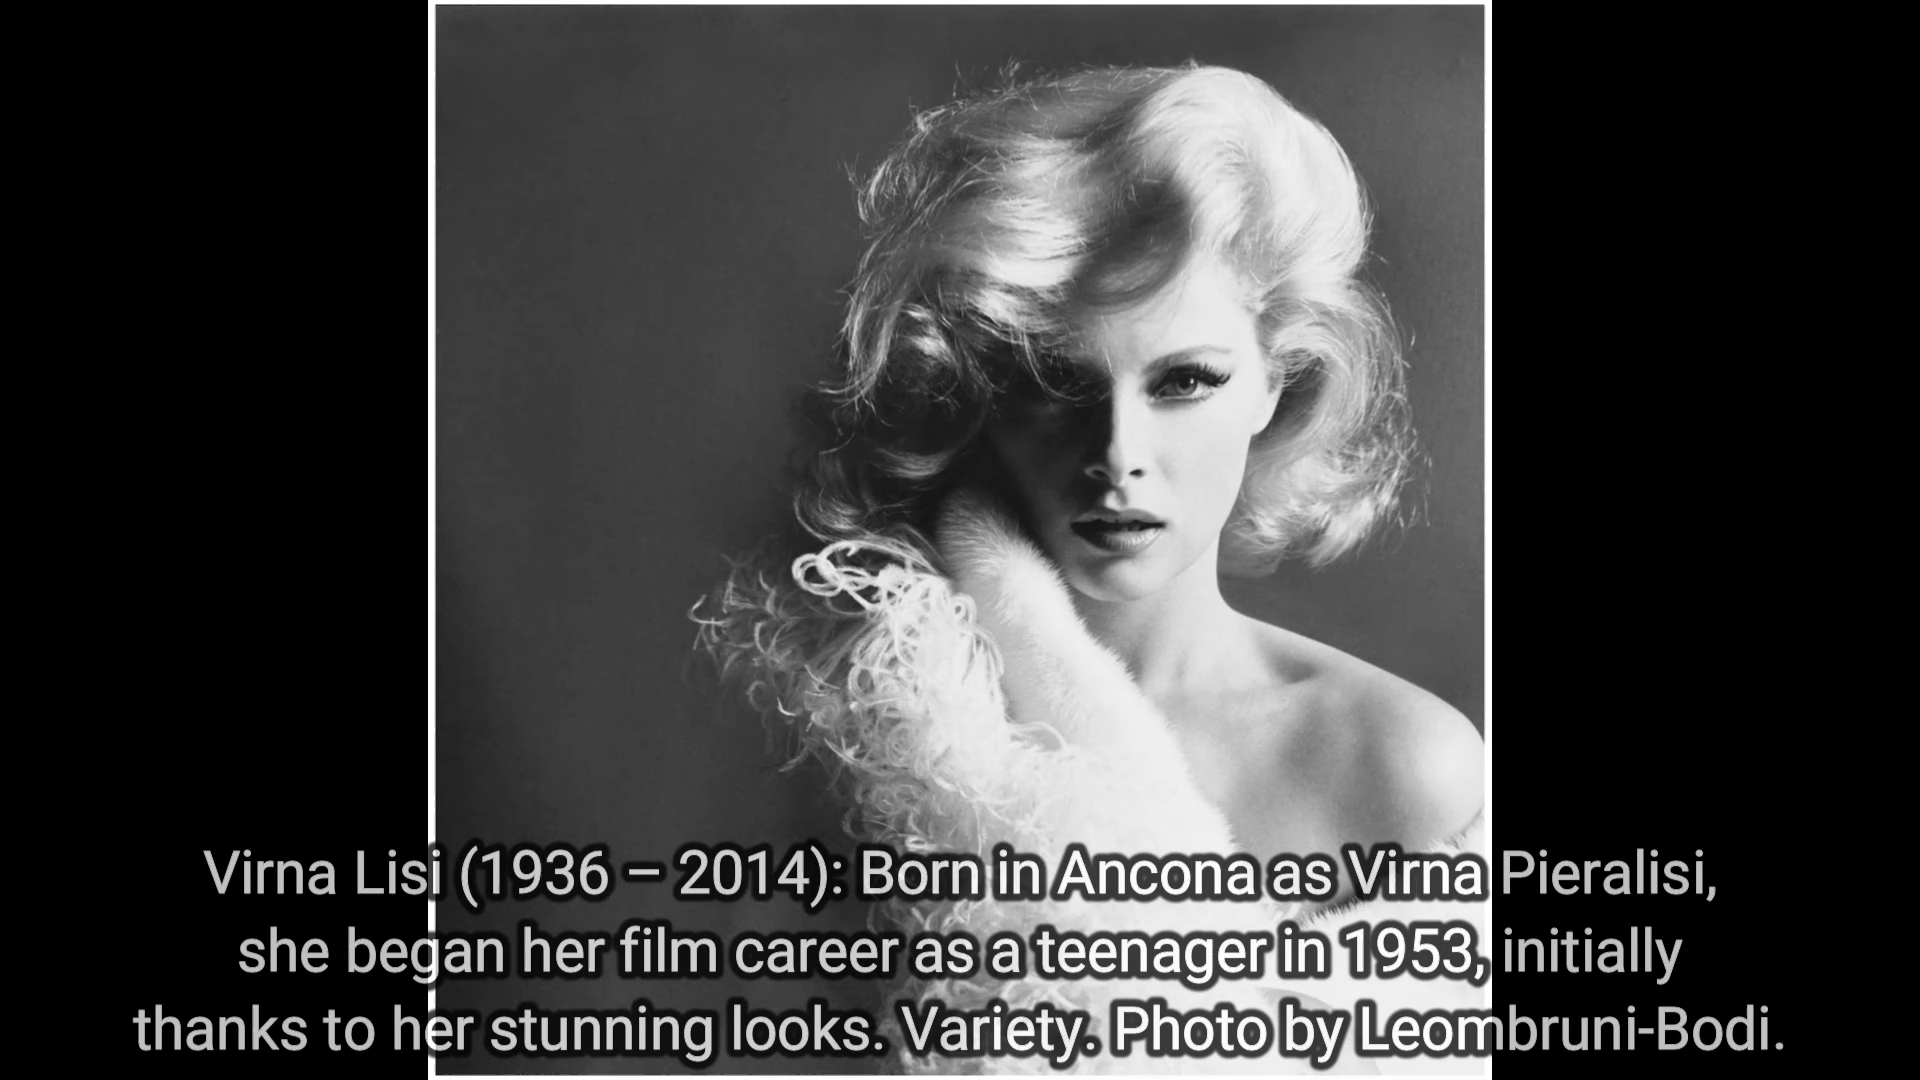 Virna Lisi (1936 – 2014): Born in Ancona as Virna Pieralisi,
she began her film career as a teenager in 1953, initially
thanks to her stunning looks. Variety. Photo by Leombruni-Bodi.